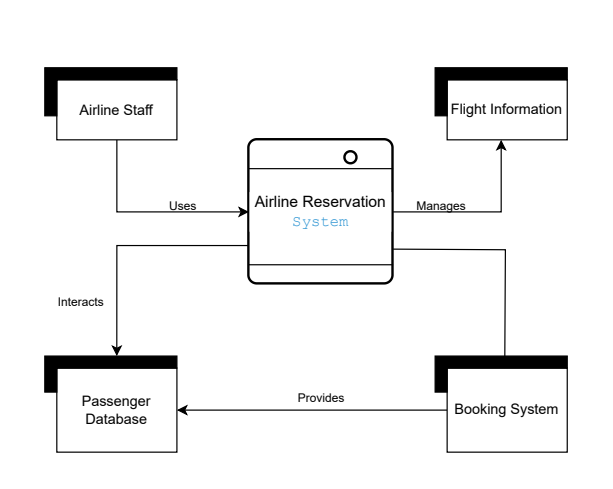 Airline Staff
Flight Information
Airline Reservation
System
Uses
Manages
Interacts
Passenger
Database
Provides
Booking System